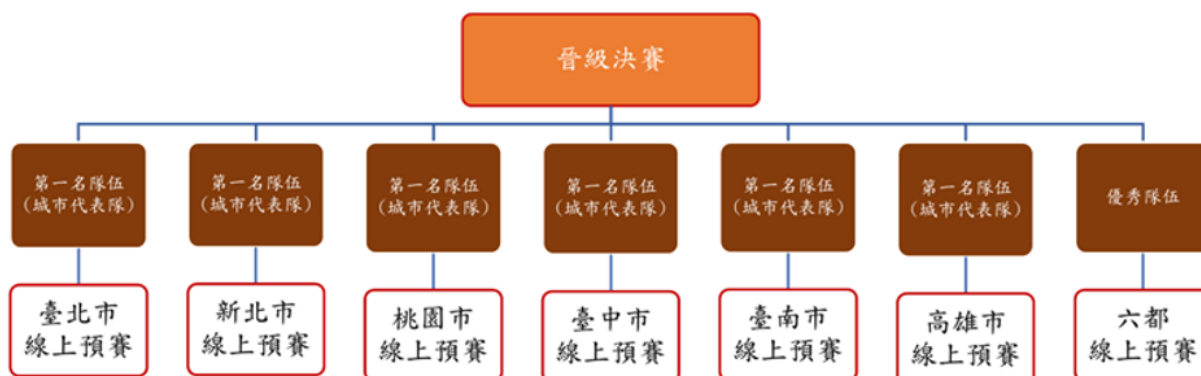 晉級決賽
第一名隊伍
(城市代表隊)
第一名隊伍
(城市代表隊)
第一名隊伍
(城市代表隊)
第一名隊伍
(城市代表隊)
第一名隊伍
(城市代表隊)
第一名隊伍
(城市代表隊)
優秀隊伍
臺北市
線上預賽
新北市
線上預賽
桃園市
線上預賽
臺中市
線上預賽
臺南市
線上預賽
高雄市
線上預賽
六都
線上預賽